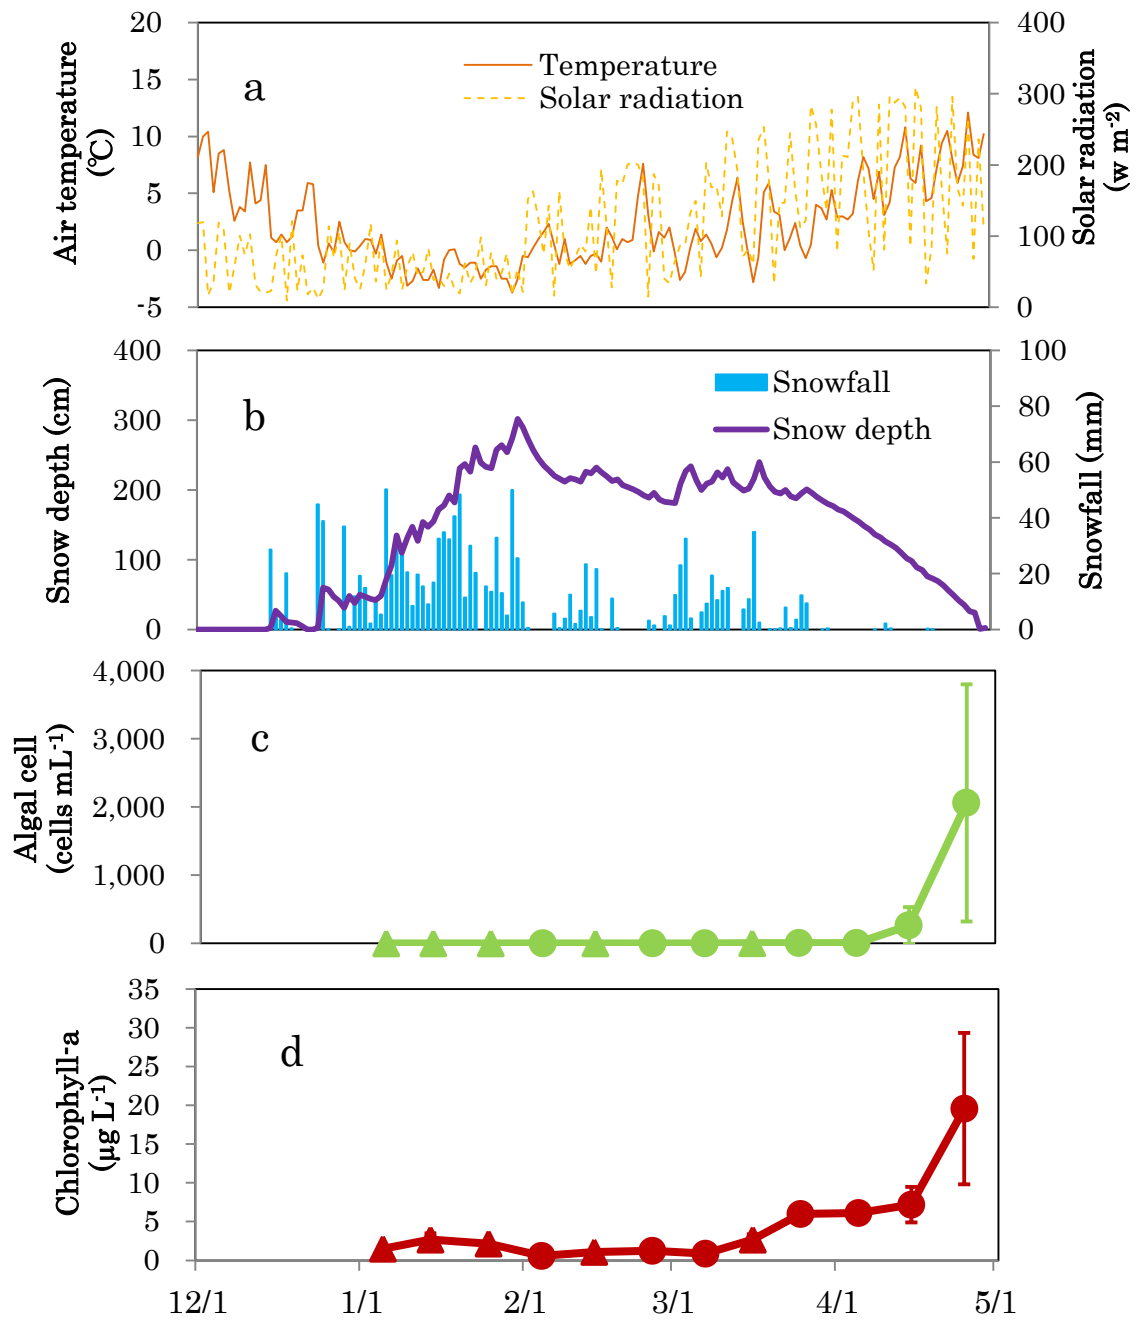 20
15
10
5
0
-5
Air temperature
(℃)
a
Temperature
Solar radiation
400
300
200
100
0
Solar radiation
(w m-2)
400
300
200
100
0
Snow depth (cm)
b
Snowfall
Snow depth
100
80
60
40
20
0
Snowfall (mm)
4,000
3,000
2,000
1,000
0
Algal cell
(cells mL-1)
c
35
30
25
20
15
10
5
0
Chlorophyll-a
(μg L-1)
d
12/1 1/1 2/1 3/1 4/1 5/1